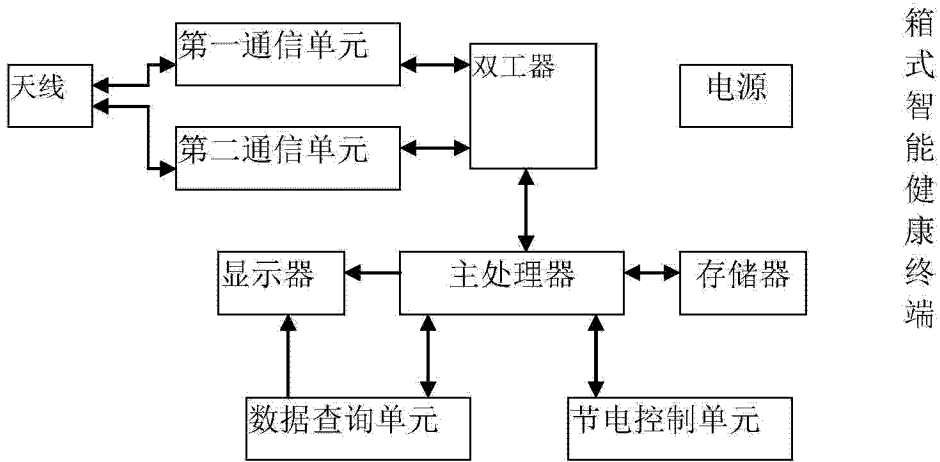 第一通信单元
双工器
天线
电源
第二通信单元
显示器
主处理器
存储器
数据查询单元
节电控制单元
箱式智能健康终端